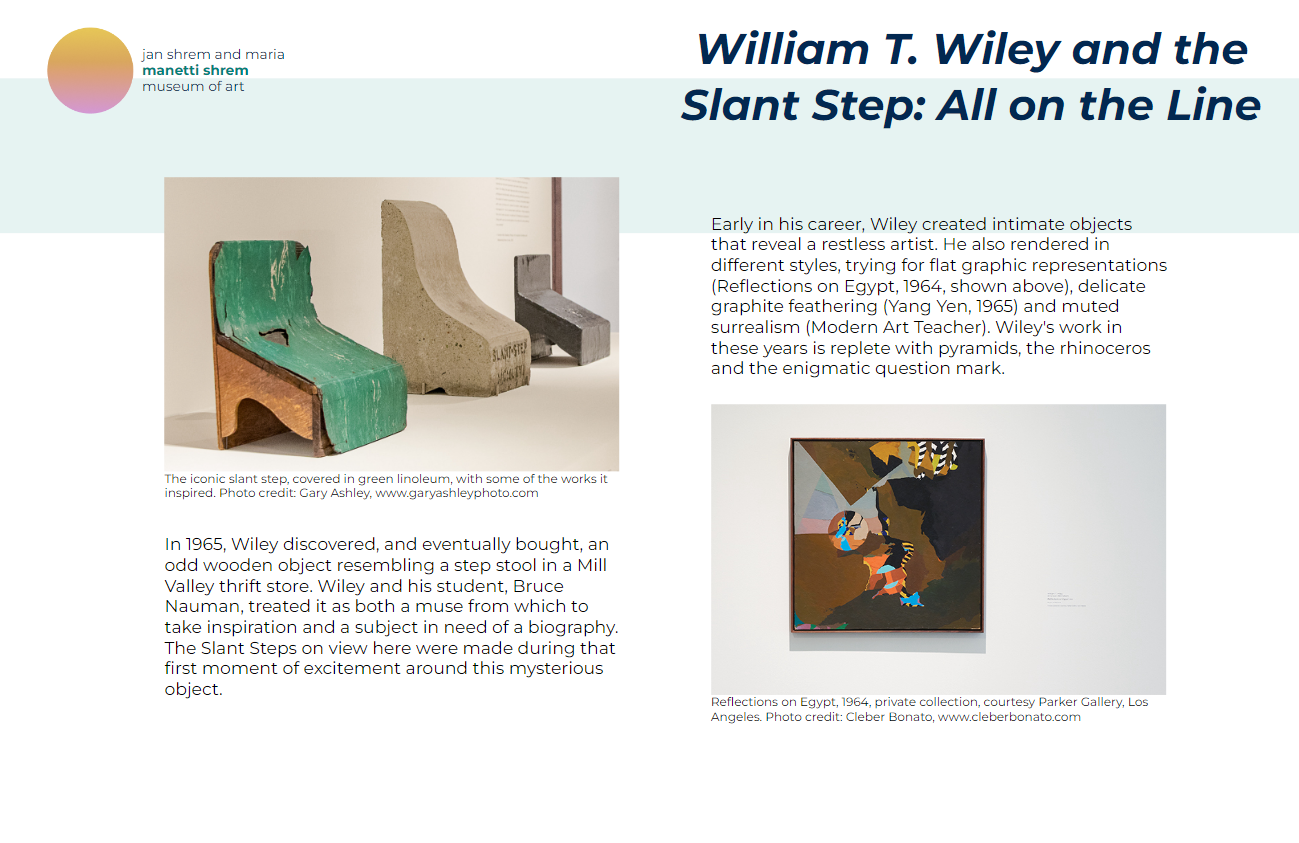 jan shrem and maria
manetti shrem
museum of art
William T. Wiley and the
Slant Step: All on the Line
SLANT-STEP
The iconic slant step, covered in green linoleum, with some of the works it
inspired. Photo credit: Gary Ashley, www.garyashleyphoto.com
In 1965, Wiley discovered, and eventually bought, an
odd wooden object resembling a step stool in a Mill
Valley thrift store. Wiley and his student, Bruce
Nauman, treated it as both a muse from which to
take inspiration and a subject in need of a biography.
The Slant Steps on view here were made during that
first moment of excitement around this mysterious
object.
Early in his career, Wiley created intimate objects
that reveal a restless artist. He also rendered in
different styles, trying for flat graphic representations
(Reflections on Egypt, 1964, shown above), delicate
graphite feathering (Yang Yen, 1965) and muted
surrealism (Modern Art Teacher). Wiley's work in
these years is replete with pyramids, the rhinoceros
and the enigmatic question mark.
Reflections on Egypt, 1964, private collection, courtesy Parker Gallery, Los
Angeles. Photo credit: Cleber Bonato, www.cleberbonato.com